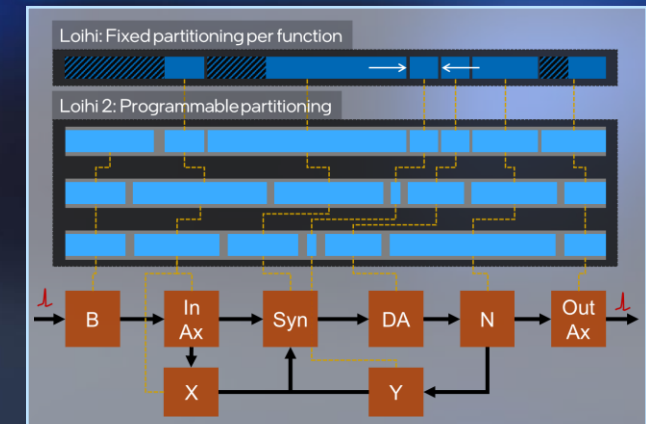 Loihi: Fixed partitioning per function
Loihi 2: Programmable partitioning
B
In
Ax
Syn
DA
N
Out
Ax
X
Y